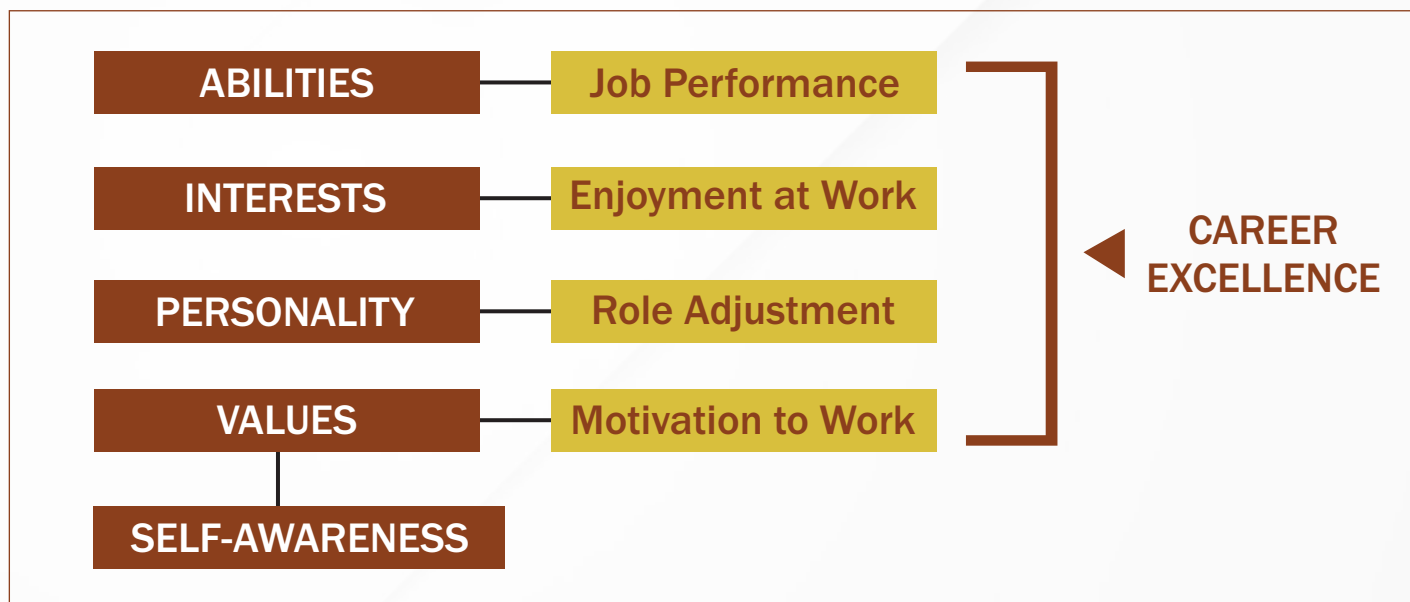 ABILITIES
Job Performance
INTERESTS
Enjoyment at Work
PERSONALITY
Role Adjustment
VALUES
Motivation to Work
SELF-AWARENESS
CAREER
EXCELLENCE